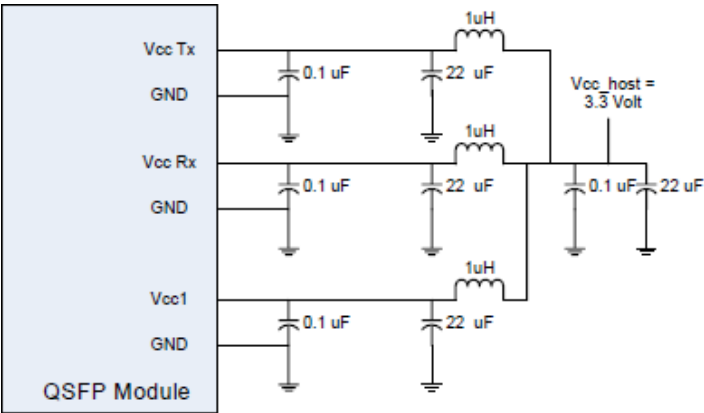 1uH
Vcc Tx
0.1 uF
22 uF
GND
Vcc_host =
3.3 Volt
1uH
Vcc Rx
0.1 uF
22 uF
0.1 uF
22 uF
GND
1uH
Vcc1
0.1 uF
22 uF
GND
QSFP Module